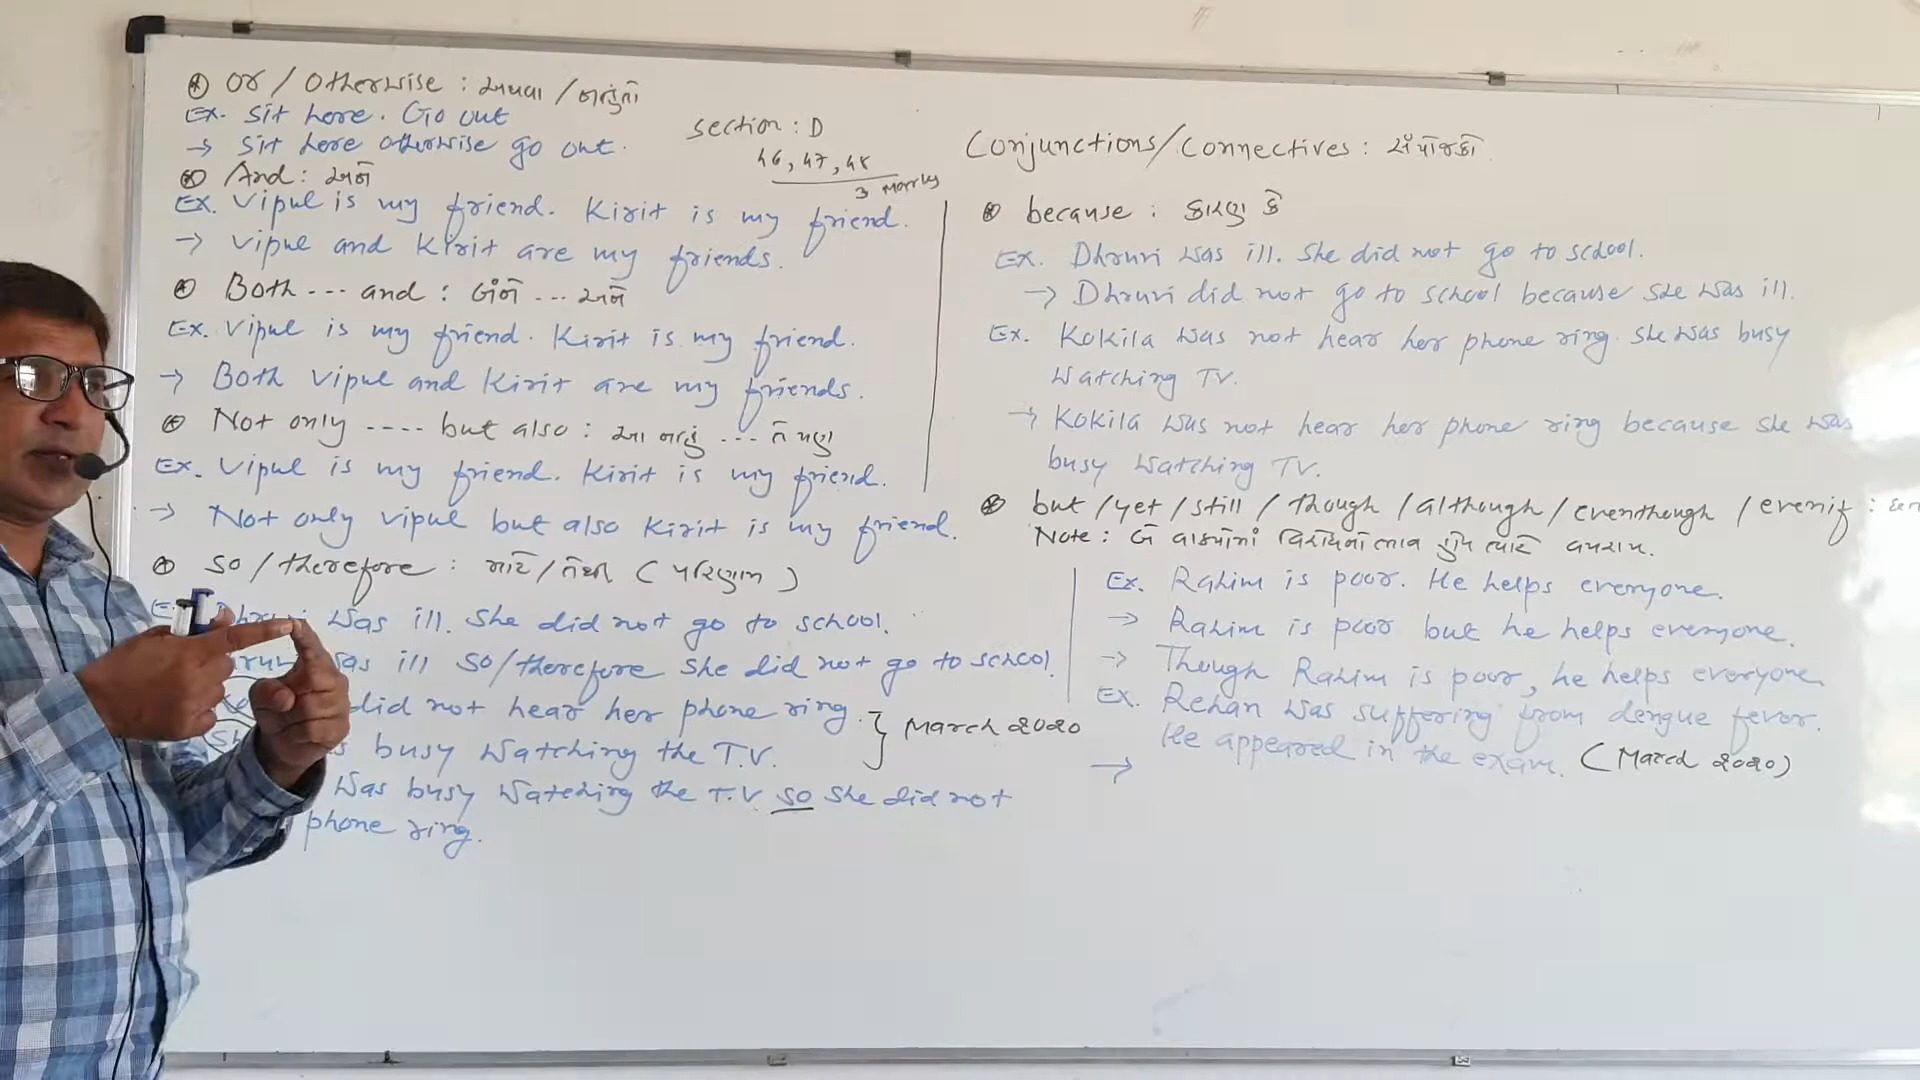 or / otherwise : અથવા / નહીંતો
Ex. Sit here. Go out
→ Sit here otherwise go out.
And : અને
Ex. Vipul is my friend. Kirit is my friend.
→ Vipul and Kirit are my friends.
Both --- and : બંને --- અને
Ex. Vipul is my friend. Kirit is my friend.
→ Both Vipul and Kirit are my friends.
Not only ---- but also : આ નહીં --- તે પણ
Ex. Vipul is my friend. Kirit is my friend.
→ Not only Vipul but also Kirit is my friend.
so / therefore : માટે / તેથી ( પરિણામ )
was ill. She did not go to school.
was ill so/therefore she did not go to school.
did not hear her phone ring. } March 2020
busy watching the T.V.
was busy watching the T.V so she did not
phone ring.
Section : D
46, 47, 48
3 Marks
Conjunctions/Connectives : સંયોજકો
because : કારણ કે
Ex. Dhruvi was ill. She did not go to school.
→ Dhruvi did not go to school because she was ill.
Ex. Kokila was not hear her phone ring. She was busy
watching TV.
→ Kokila was not hear her phone ring because she was
busy watching TV.
but / yet / still / though / although / eventhough / evenif :
Note : બે વાક્યોમાં વિરોધનો ભાવ હોય ત્યારે વપરાય.
Ex. Rahim is poor. He helps everyone.
→ Rahim is poor but he helps everyone.
→ Though Rahim is poor, he helps everyone.
Ex. Rehan was suffering from dengue fever.
He appeared in the exam. (March 2020)
→